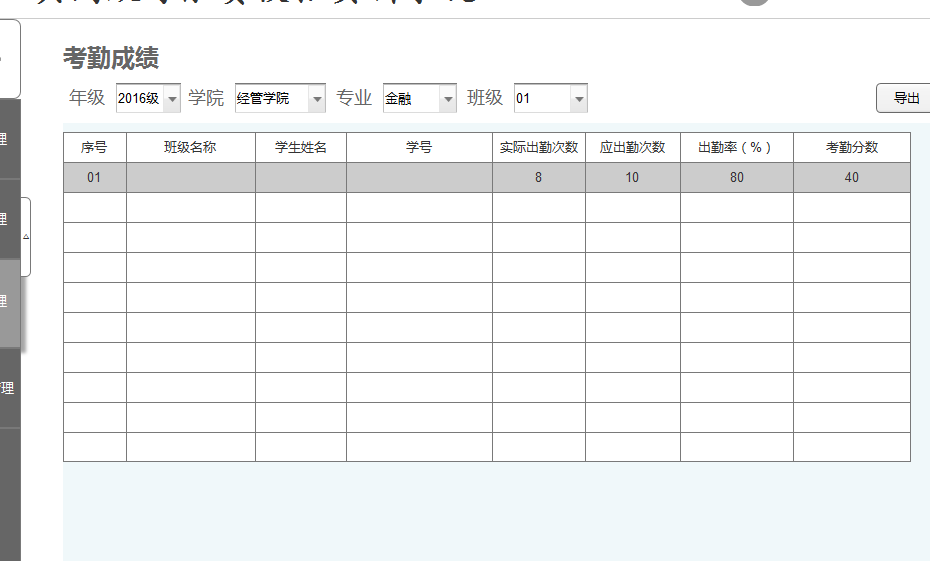 考勤成绩
年级 2016级 学院 经管学院 专业 金融 班级 01 导出
序号 班级名称 学生姓名 学号 实际出勤次数 应出勤次数 出勤率（%） 考勤分数
01 8 10 80 40
理
理
理
理